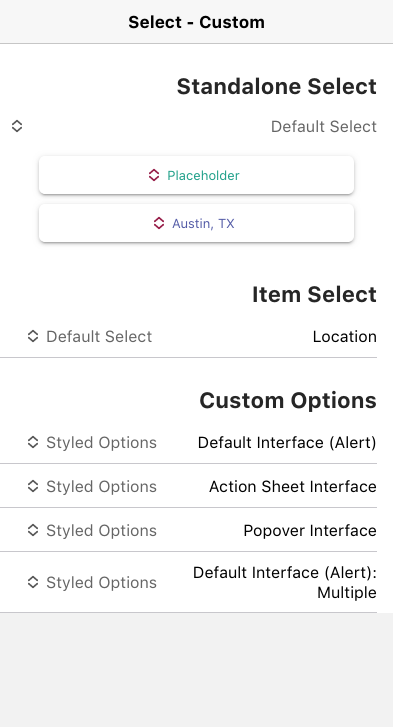 Select - Custom
Standalone Select
Default Select
Placeholder
Austin, TX
Item Select
Location
Default Select
Custom Options
Default Interface (Alert)
Styled Options
Action Sheet Interface
Styled Options
Popover Interface
Styled Options
Default Interface (Alert):
Multiple
Styled Options